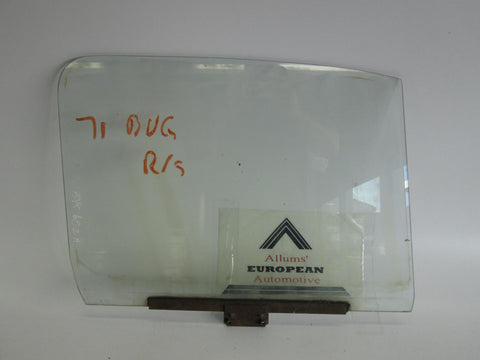 71 BUG
R/S
Allums'
EUROPEAN
Automotive